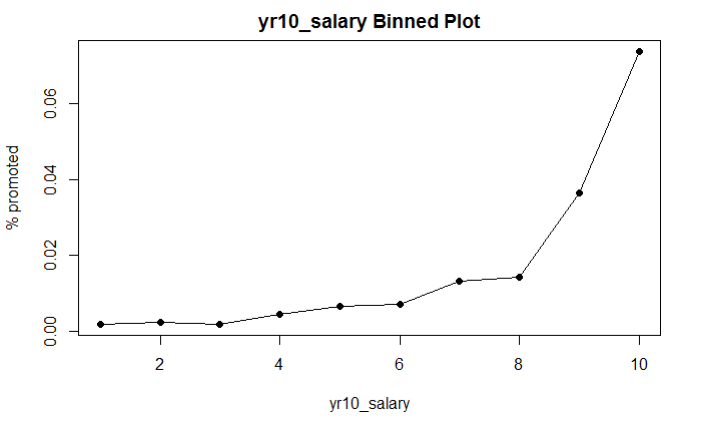 yr10_salary Binned Plot
% promoted
0.06
0.04
0.02
0.00
2 4 6 8 10
yr10_salary